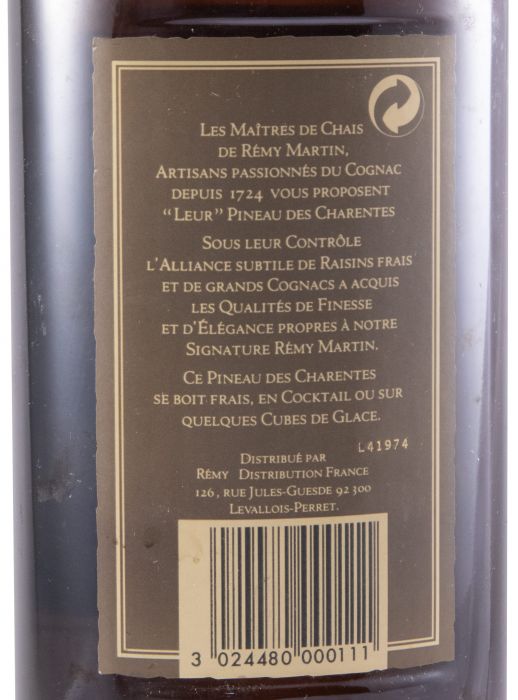 Les Maîtres de Chais
de Rémy Martin,
Artisans passionnés du Cognac
depuis 1724 vous proposent
“Leur” Pineau des Charentes
Sous leur Contrôle
l'Alliance subtile de Raisins frais
et de grands Cognacs a acquis
les Qualités de Finesse
et d'Élégance propres à notre
Signature Rémy Martin.
Ce Pineau des Charentes
se boit frais, en Cocktail ou sur
quelques Cubes de Glace.
L41974
Distribué par
Rémy Distribution France
126, rue Jules-Guesde 92 300
Levallois-Perret.
3 024480 000111